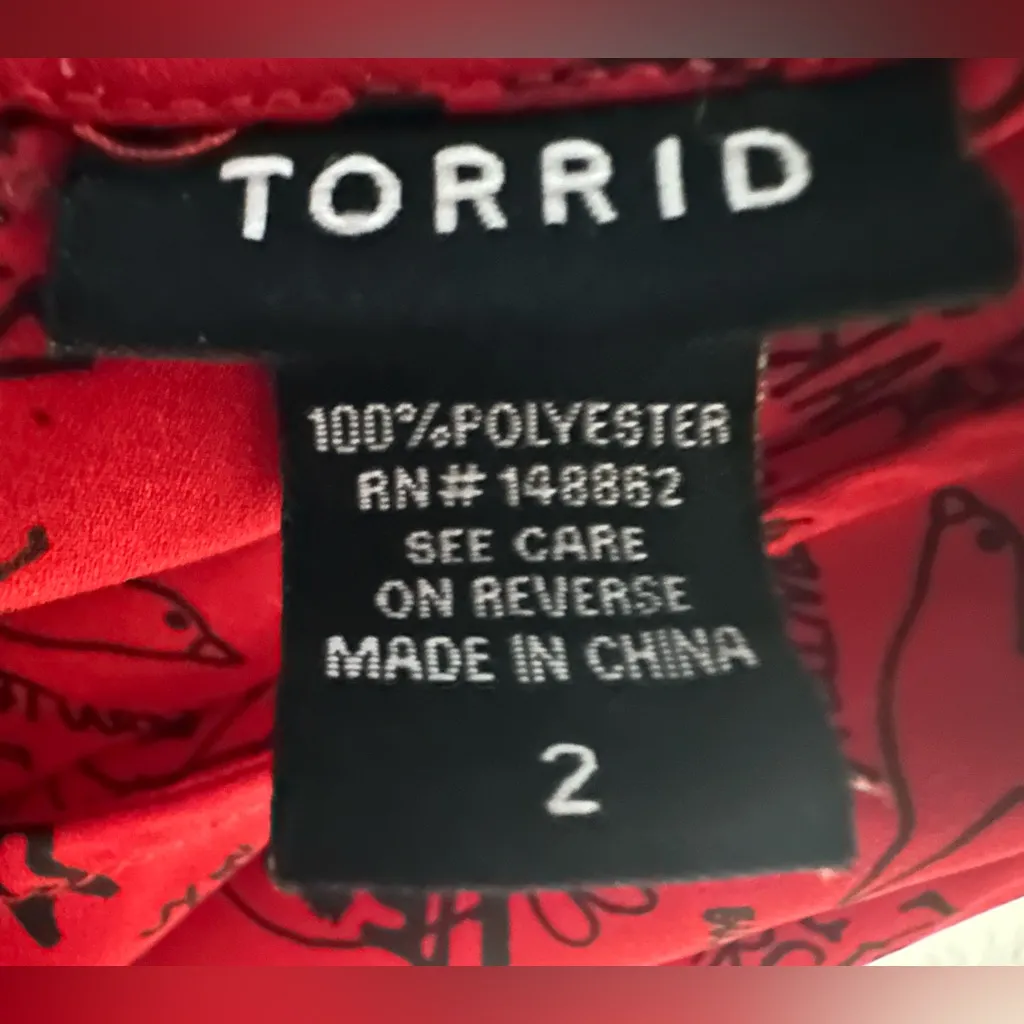 TORRID
100%POLYESTER
RN#148862
SEE CARE
ON REVERSE
MADE IN CHINA
2